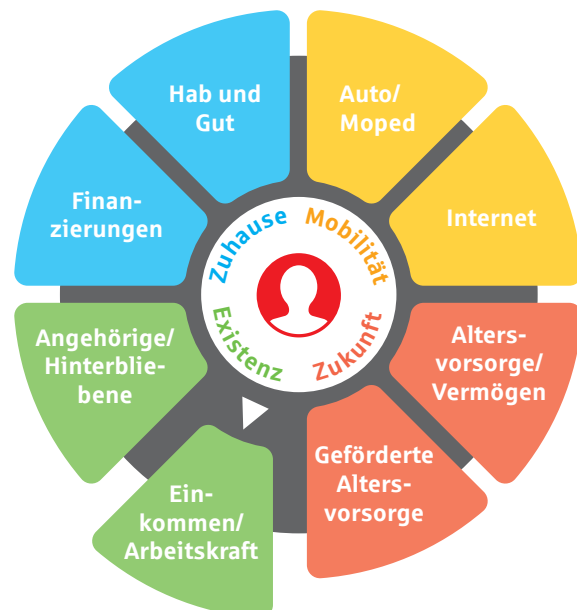 Hab und
Gut
Auto/
Moped
Finan-
zierungen
Internet
Zuhause
Mobilität
Existenz
Zukunft
Angehörige/
Hinterblie-
bene
Alters-
vorsorge/
Vermögen
Ein-
kommen/
Arbeitskraft
Geförderte
Alters-
vorsorge